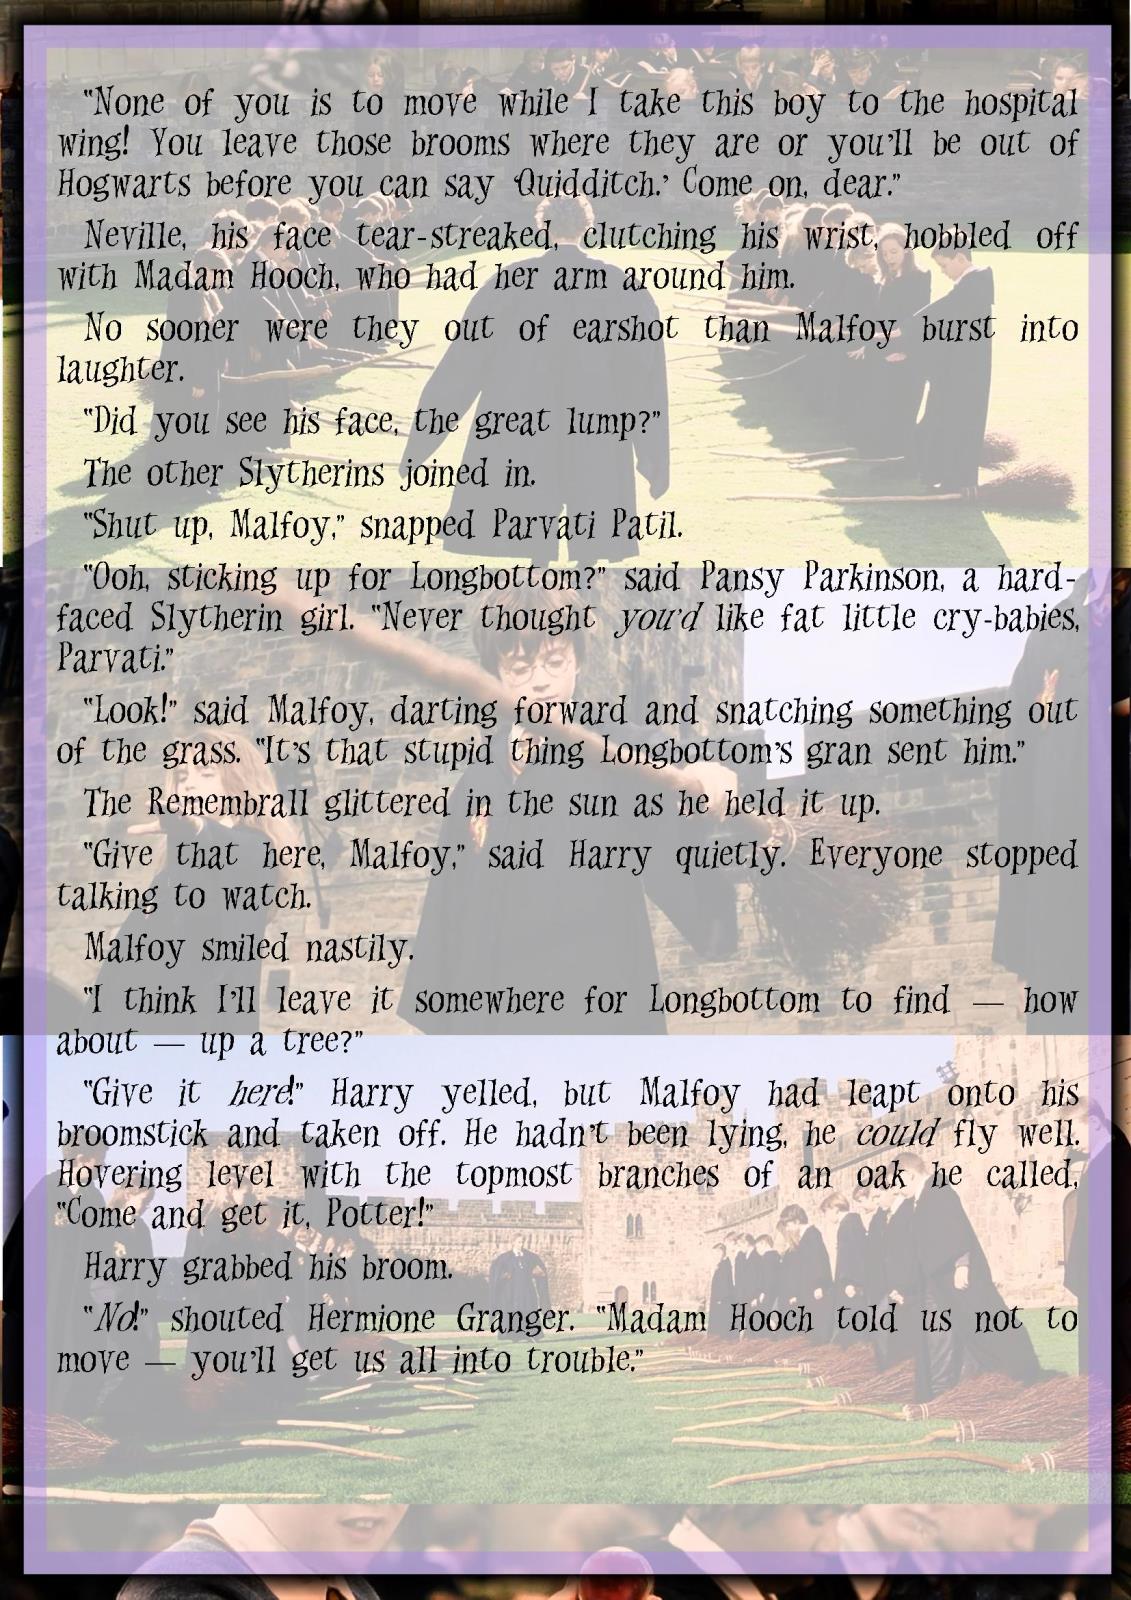 "None of you is to move while I take this boy to the hospital
wing! You leave those brooms where they are or you'll be out of
Hogwarts before you can say 'Quidditch.' Come on, dear."
Neville, his face tear-streaked, clutching his wrist, hobbled off
with Madam Hooch, who had her arm around him.
No sooner were they out of earshot than Malfoy burst into
laughter.
"Did you see his face, the great lump?"
The other Slytherins joined in.
"Shut up, Malfoy," snapped Parvati Patil.
"Ooh, sticking up for Longbottom?" said Pansy Parkinson, a hard-
faced Slytherin girl. "Never thought you'd like fat little cry-babies,
Parvati."
"Look!" said Malfoy, darting forward and snatching something out
of the grass. "It's that stupid thing Longbottom's gran sent him."
The Remembrall glittered in the sun as he held it up.
"Give that here, Malfoy," said Harry quietly. Everyone stopped
talking to watch.
Malfoy smiled nastily.
"I think I'll leave it somewhere for Longbottom to find — how
about — up a tree?"
"Give it here!" Harry yelled, but Malfoy had leapt onto his
broomstick and taken off. He hadn't been lying, he could fly well.
Hovering level with the topmost branches of an oak he called,
"Come and get it, Potter!"
Harry grabbed his broom.
"No!" shouted Hermione Granger. "Madam Hooch told us not to
move — you'll get us all into trouble."